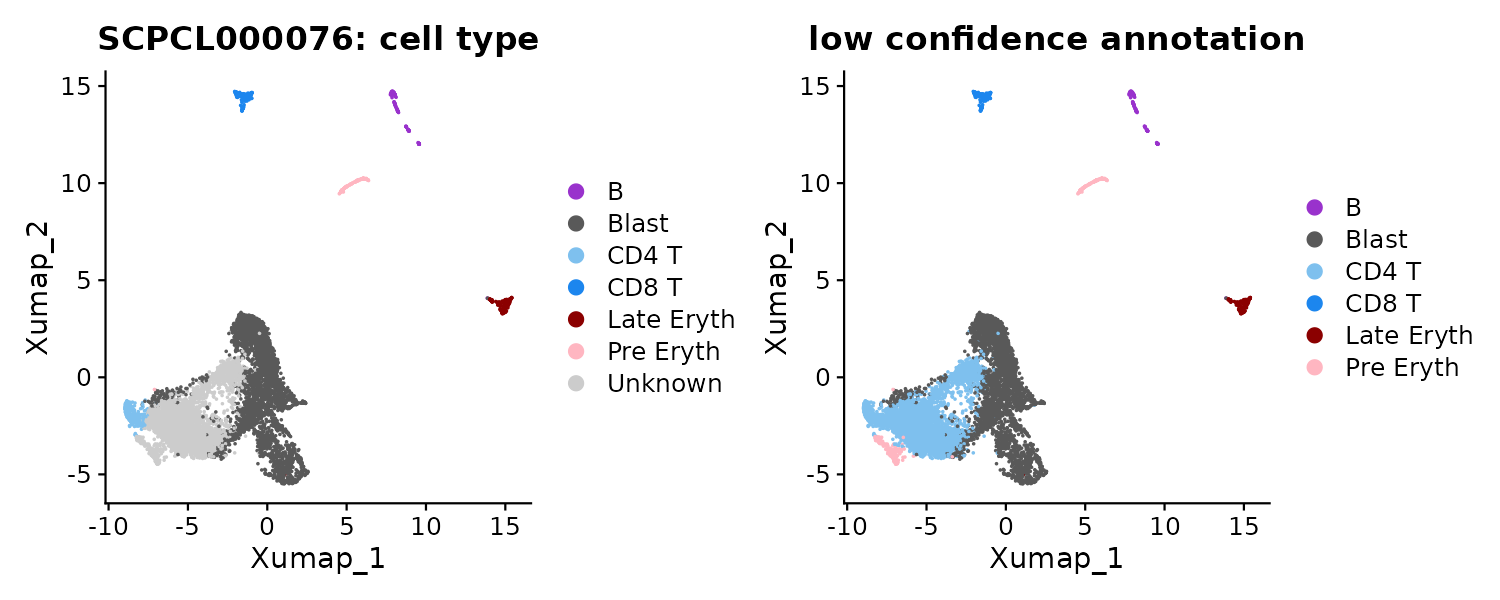 SCPCL000076: cell type
15
10
5
0
-5
Xumap_2
-10 -5 0 5 10 15
Xumap_1
B
Blast
CD4 T
CD8 T
Late Eryth
Pre Eryth
Unknown
low confidence annotation
15
10
5
0
-5
Xumap_2
-10 -5 0 5 10 15
Xumap_1
B
Blast
CD4 T
CD8 T
Late Eryth
Pre Eryth